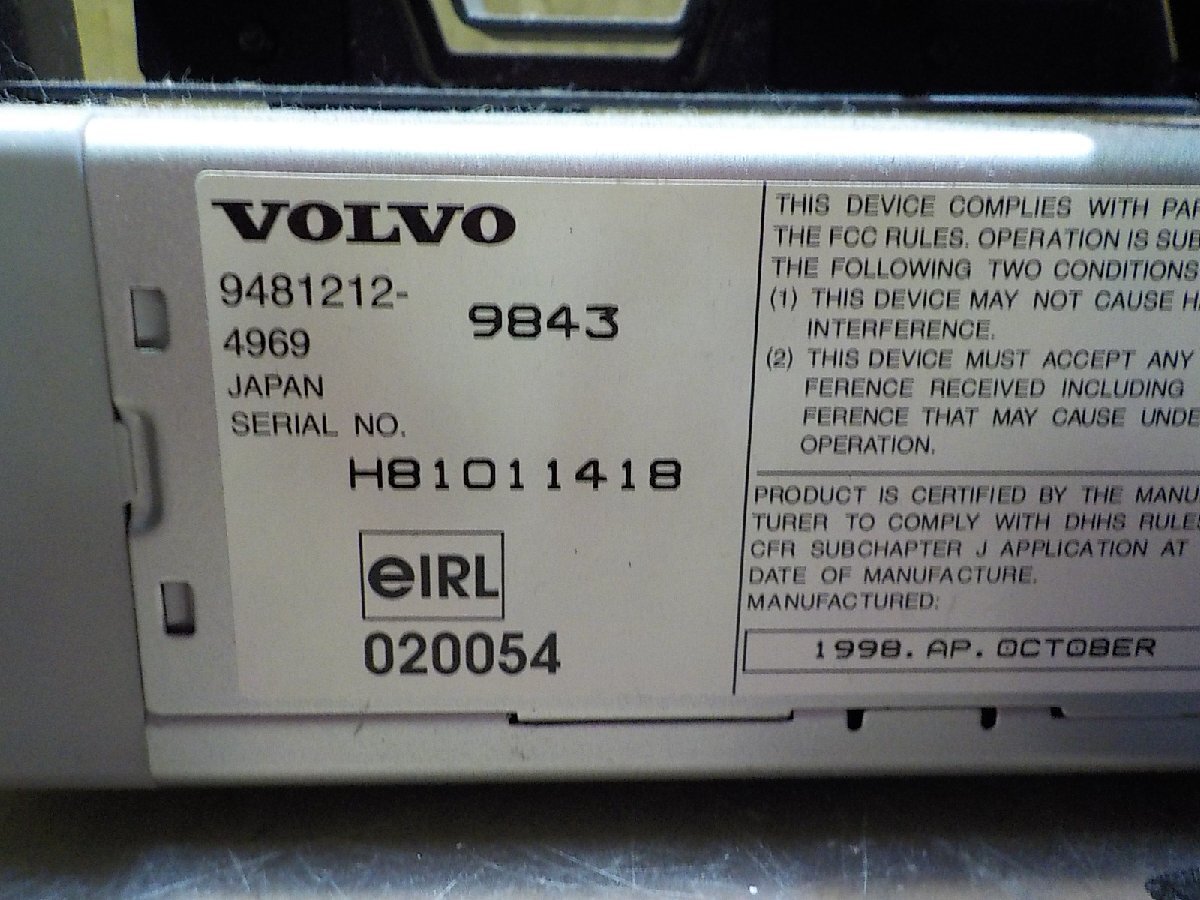 VOLVO
9481212-
9843
4969
JAPAN
SERIAL NO.
H81011418
eIRL
020054
THIS DEVICE COMPLIES WITH PAR
THE FCC RULES. OPERATION IS SUB
THE FOLLOWING TWO CONDITIONS
(1) THIS DEVICE MAY NOT CAUSE HA
INTERFERENCE.
(2) THIS DEVICE MUST ACCEPT ANY
FERENCE RECEIVED INCLUDING
FERENCE THAT MAY CAUSE UNDE
OPERATION.
PRODUCT IS CERTIFIED BY THE MANU
TURER TO COMPLY WITH DHHS RULES
CFR SUBCHAPTER J APPLICATION AT
DATE OF MANUFACTURE.
MANUFACTURED:
1998. AP. OCTOBER